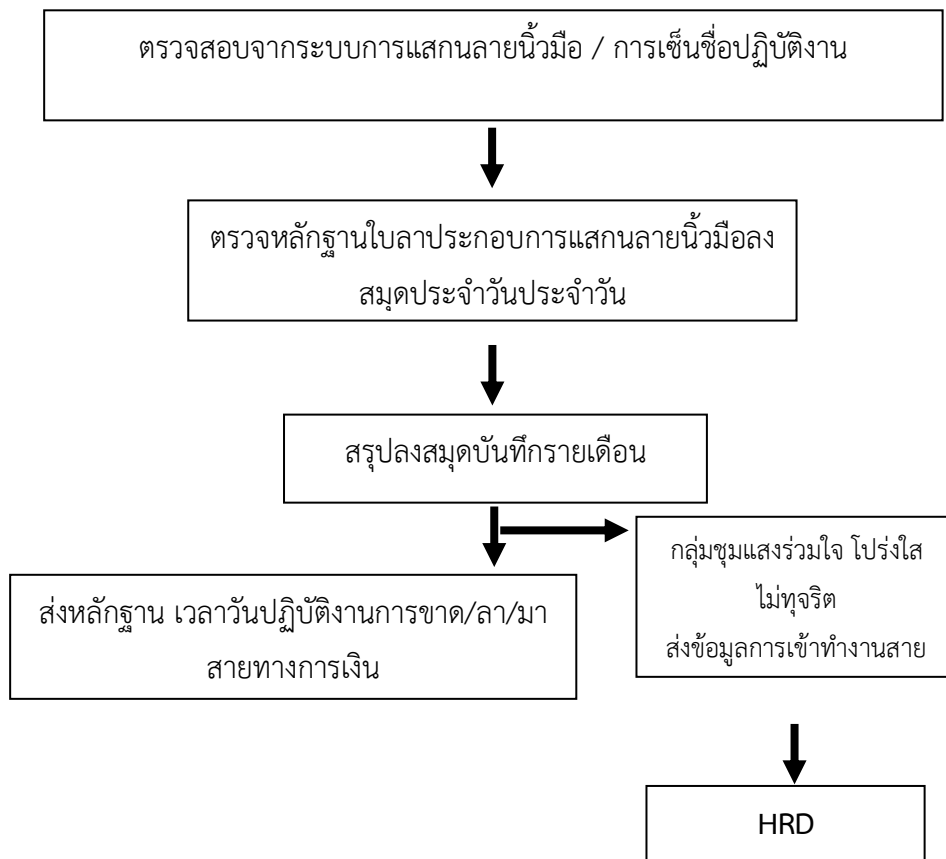 ตรวจสอบจากระบบการแสกนลายนิ้วมือ / การเซ็นชื่อปฏิบัติงาน
ตรวจหลักฐานใบลาประกอบการแสกนลายนิ้วมือลง
สมุดประจำวันประจำวัน
สรุปลงสมุดบันทึกรายเดือน
ส่งหลักฐาน เวลาวันปฏิบัติงานการขาด/ลา/มา
สายทางการเงิน
กลุ่มชุมแสงร่วมใจ โปร่งใส
ไม่ทุจริต
ส่งข้อมูลการเข้าทำงานสาย
HRD